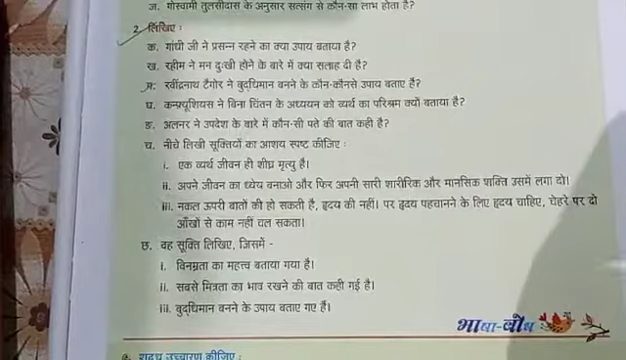 ज. गोस्वामी तुलसीदास के अनुसार सत्संग से कौन-सा लाभ होता है?
2. लिखिए :
क. गांधी जी ने प्रसन्न रहने का क्या उपाय बताया है?
ख. रहीम ने मन दुःखी होने के बारे में क्या सलाह दी है?
ग. रवींद्रनाथ टैगोर ने बुद्धिमान बनने के कौन-कौनसे उपाय बताए है?
घ. कन्फ्यूशियस ने बिना चिंतन के अध्ययन को व्यर्थ का परिश्रम क्यों बताया है?
ङ. अलनर ने उपदेश के बारे में कौन-सी पते की बात कही है?
च. नीचे लिखी सूक्तियों का आशय स्पष्ट कीजिए :
i. एक व्यर्थ जीवन ही शीघ्र मृत्यु है।
ii. अपने जीवन का ध्येय बनाओ और फिर अपनी सारी शारीरिक और मानसिक शक्ति उसमें लगा दो।
iii. नकल ऊपरी बातों की हो सकती है, हृदय की नहीं। पर हृदय पहचानने के लिए हृदय चाहिए, चेहरे पर दो
आँखों से काम नहीं चल सकता।
छ. वह सूक्ति लिखिए, जिसमें -
i. विनम्रता का महत्व बताया गया है।
ii. सबसे मित्रता का भाव रखने की बात कही गई है।
iii. बुद्धिमान बनने के उपाय बताए गए हैं।
भाषा-बोध
शुद्ध उच्चारण कीजिए :